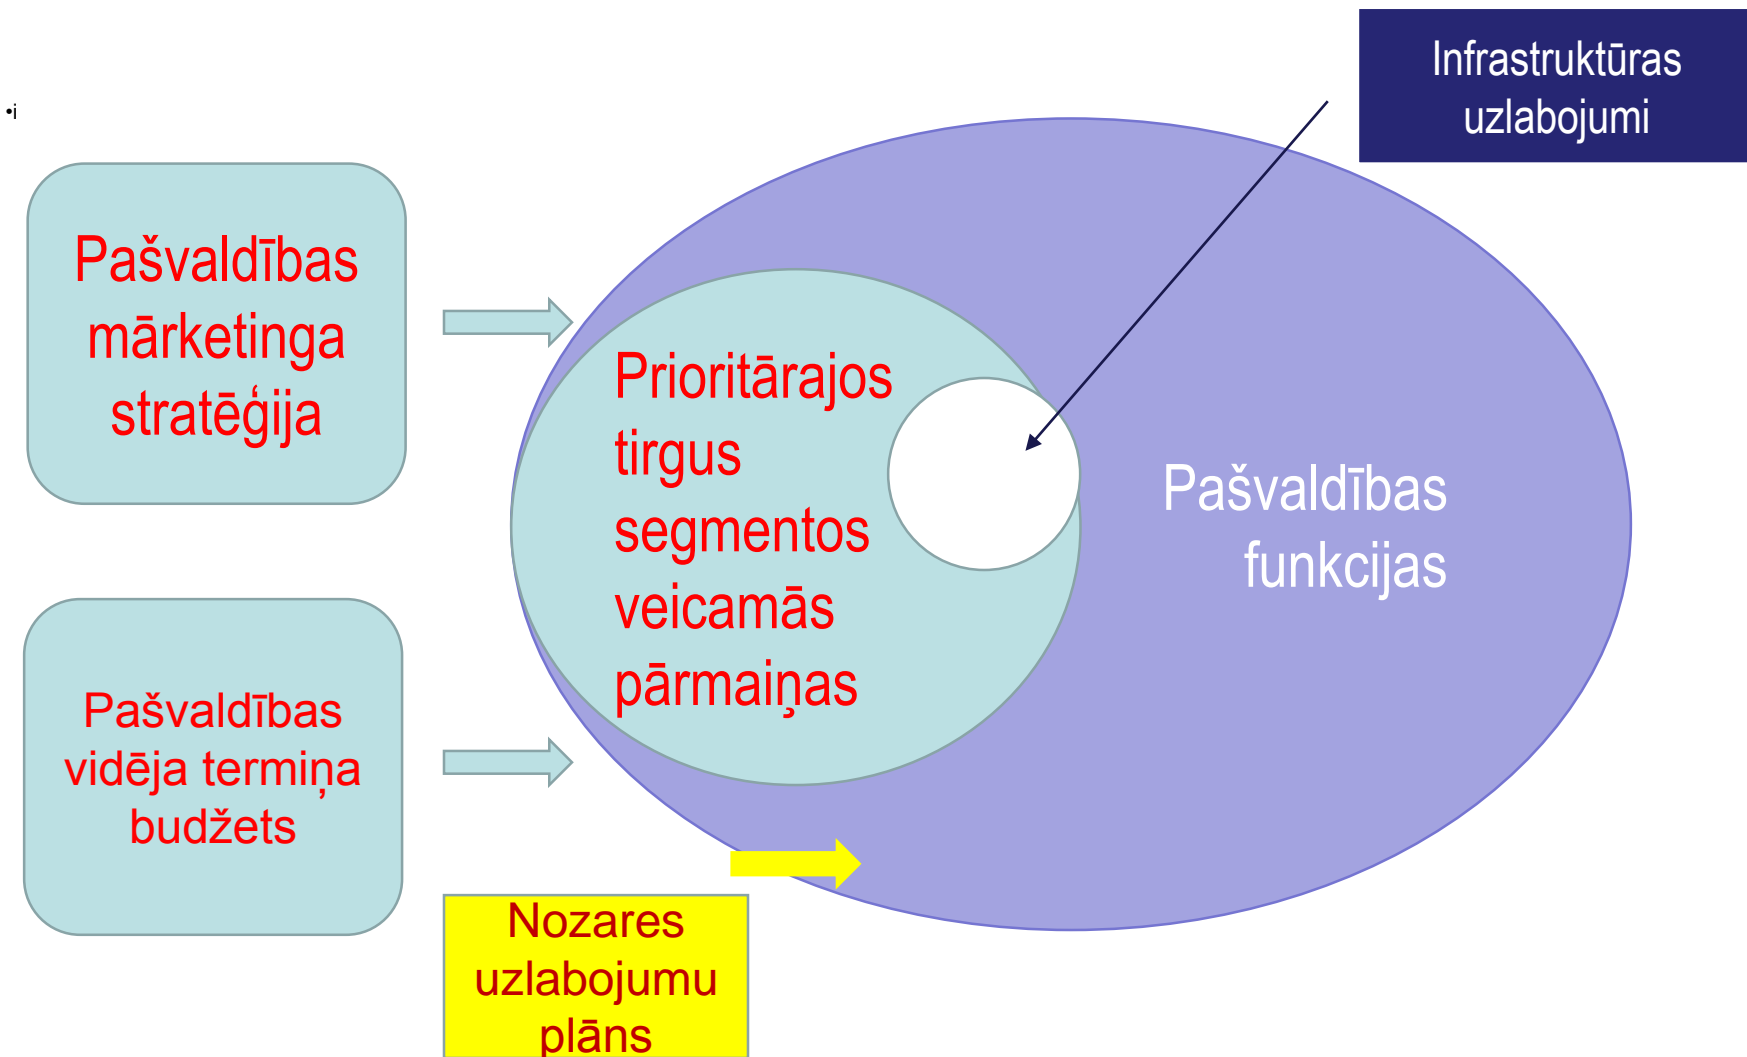 Infrastruktūras
uzlabojumi
•i
Pašvaldības
mārketinga
stratēģija
Prioritārajos
tirgus
segmentos
veicamās
pārmaiņas
Pašvaldības
funkcijas
Pašvaldības
vidēja termiņa
budžets
Nozares
uzlabojumu
plāns